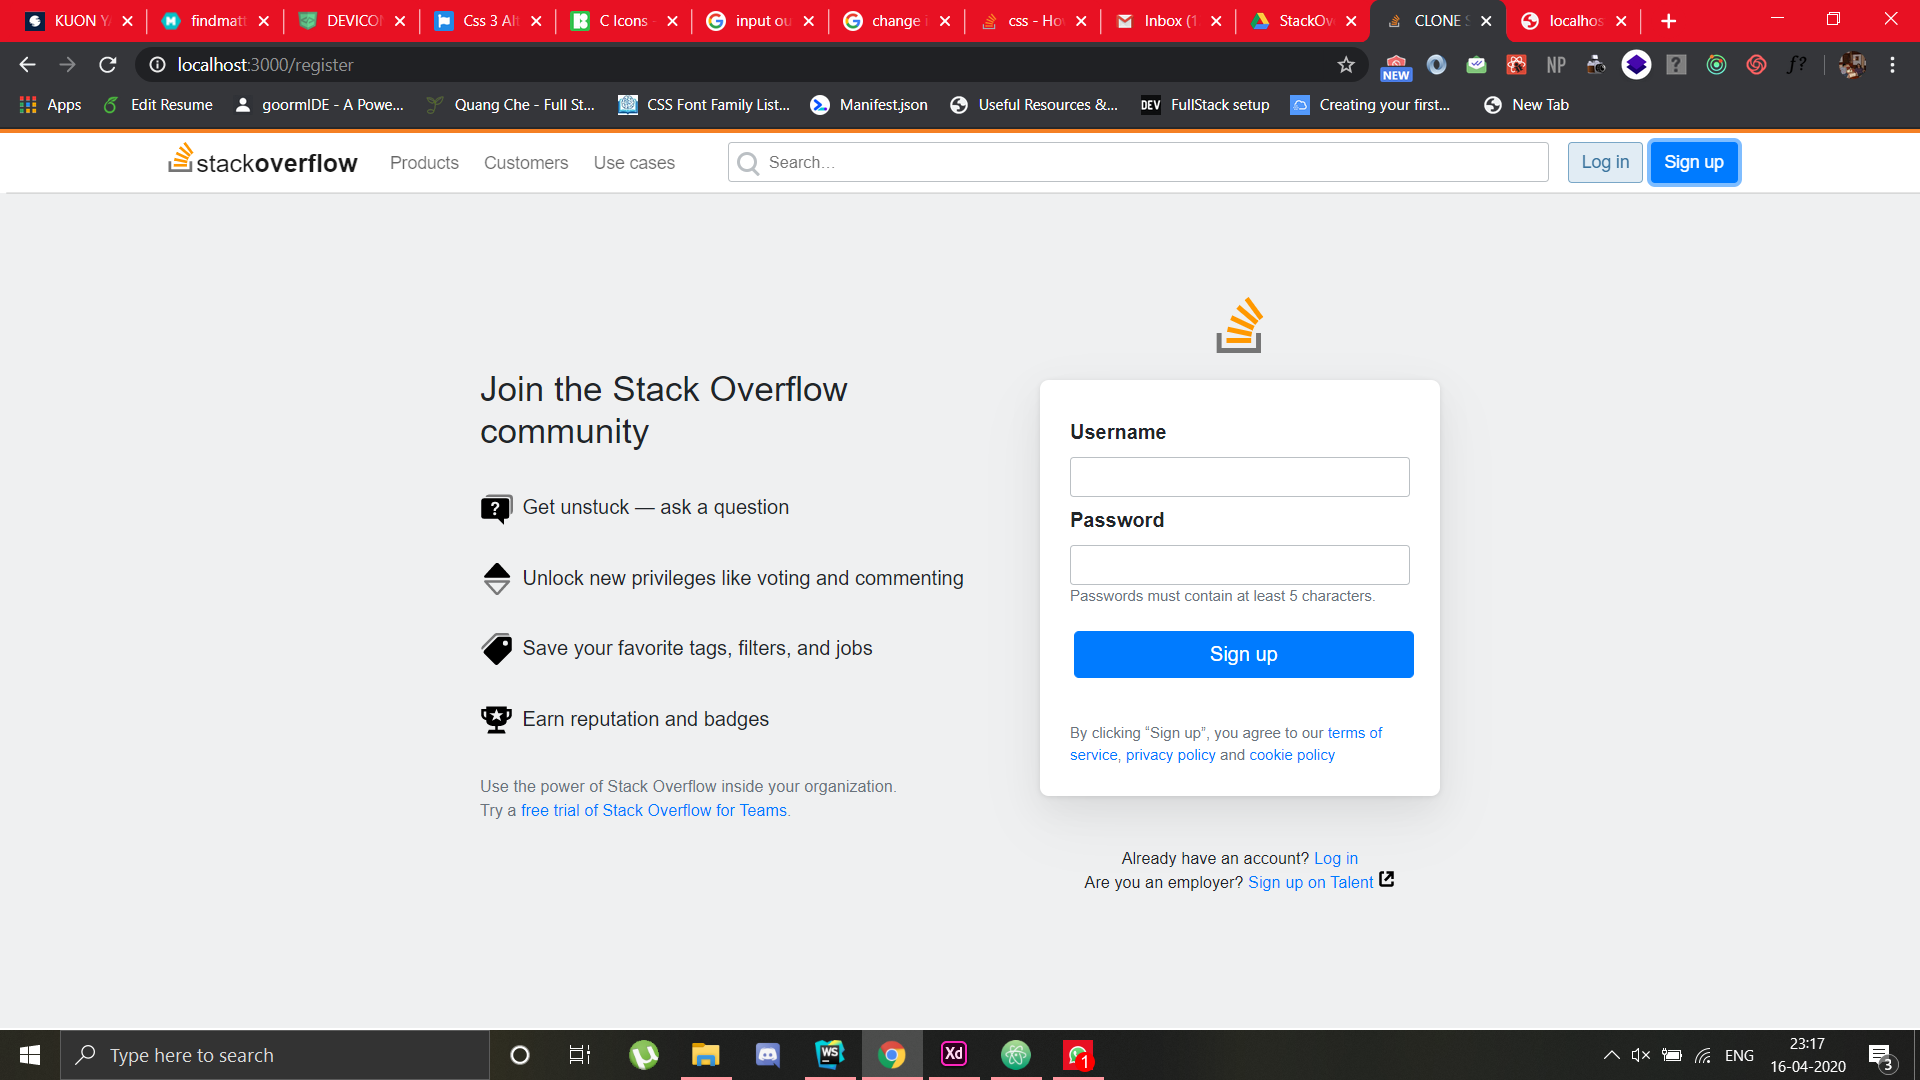 KUON Y
findmatt
DEVICO
Css 3 Alt
C Icons -
input ou
change i
css - Ho
Inbox (1
StackOv
CLONE S
localhos
localhost:3000/register
NEW
NP
f?
Apps
Edit Resume
goormIDE - A Powe...
Quang Che - Full St...
CSS Font Family List...
Manifest.json
Useful Resources &...
DEV
FullStack setup
Creating your first...
New Tab
stackoverflow
Products
Customers
Use cases
Search…
Log in
Sign up
Join the Stack Overflow
community
Get unstuck — ask a question
Unlock new privileges like voting and commenting
Save your favorite tags, filters, and jobs
Earn reputation and badges
Use the power of Stack Overflow inside your organization.
Try a free trial of Stack Overflow for Teams.
Username
Password
Passwords must contain at least 5 characters.
Sign up
By clicking “Sign up”, you agree to our terms of
service, privacy policy and cookie policy
Already have an account? Log in
Are you an employer? Sign up on Talent
Type here to search
WS
Xd
1
ENG
23:17
16-04-2020
3